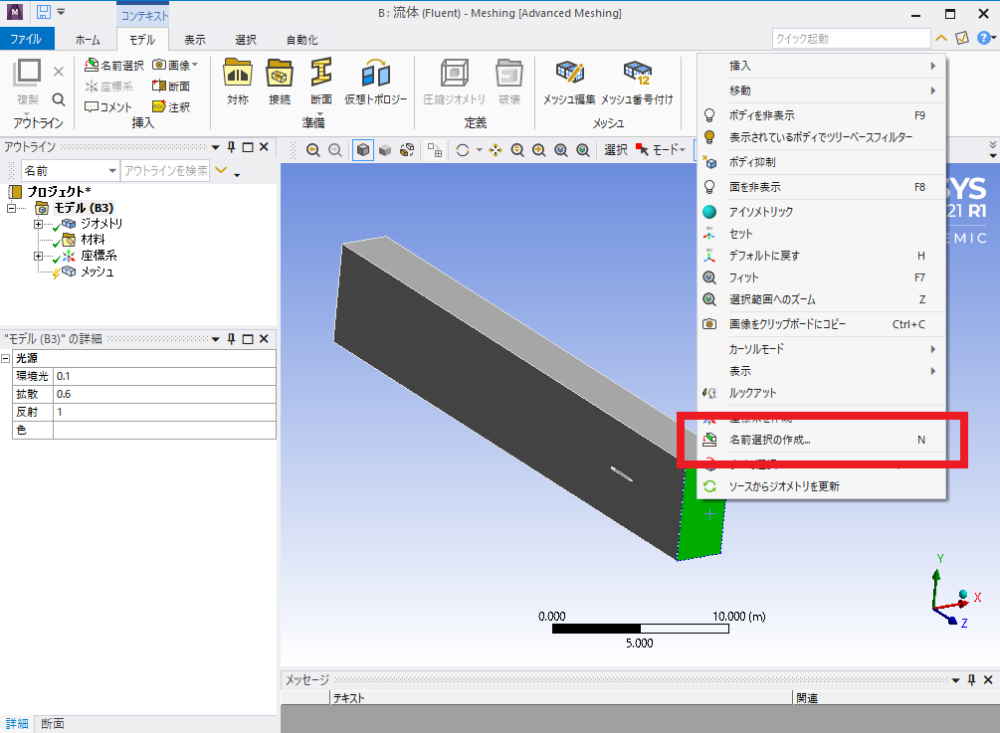 B : 流体 (Fluent) - Meshing [Advanced Meshing]
コンテキスト
ファイル
ホーム
モデル
表示
選択
自動化
クイック起動
複製
アウトライン
名前選択
画像
座標系
断面
コメント
注釈
挿入
対称
接続
断面
仮想トポロジー
準備
圧縮ジオメトリ
破壊
定義
メッシュ編集
メッシュ番号付け
メッシュ
アウトライン
名前
アウトラインを検索
プロジェクト*
モデル (B3)
ジオメトリ
材料
座標系
メッシュ
"モデル (B3)" の詳細
光源
環境光 0.1
拡散 0.6
反射 1
色
詳細
断面
選択
モード
挿入
移動
ボディを非表示 F9
表示されているボディでツリーベースフィルター
ボディ抑制
面を非表示 F8
アイソメトリック
セット
デフォルトに戻す H
フィット F7
選択範囲へのズーム Z
画像をクリップボードにコピー Ctrl+C
カーソルモード
表示
ルックアット
名前選択の作成... N
ソースからジオメトリを更新
YS
21 R1
EMIC
0.000
10.000 (m)
5.000
Y
X
Z
メッセージ
テキスト
関連